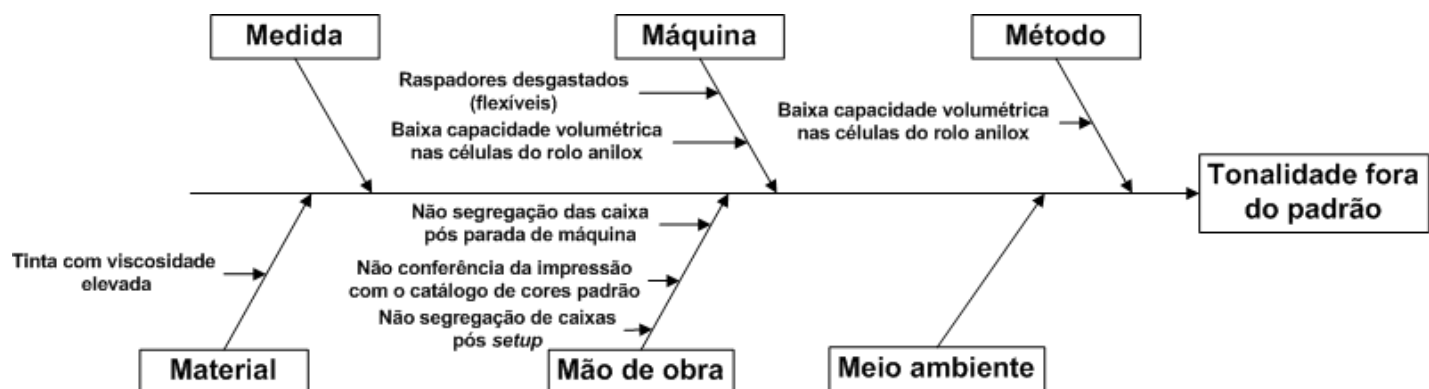 Medida
Máquina
Método
Raspadores desgastados
(flexíveis)
Baixa capacidade volumétrica
nas células do rolo anilox
Baixa capacidade volumétrica
nas células do rolo anilox
Tonalidade fora
do padrão
Não segregação das caixa
pós parada de máquina
Tinta com viscosidade
elevada
Não conferência da impressão
com o catálogo de cores padrão
Não segregação de caixas
pós setup
Material
Mão de obra
Meio ambiente